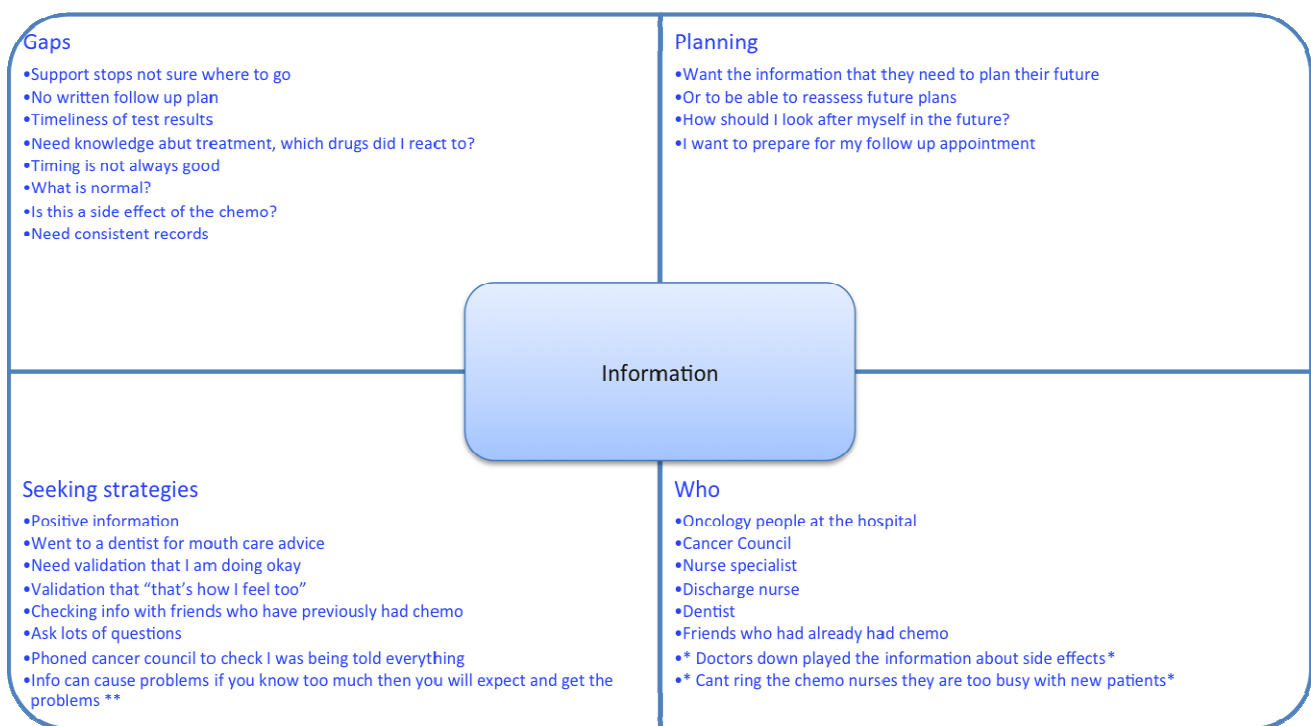 Gaps
•Support stops not sure where to go
•No written follow up plan
•Timeliness of test results
•Need knowledge abut treatment, which drugs did I react to?
•Timing is not always good
•What is normal?
•Is this a side effect of the chemo?
•Need consistent records
Planning
•Want the information that they need to plan their future
•Or to be able to reassess future plans
•How should I look after myself in the future?
•I want to prepare for my follow up appointment
Information
Seeking strategies
•Positive information
•Went to a dentist for mouth care advice
•Need validation that I am doing okay
•Validation that “that’s how I feel too”
•Checking info with friends who have previously had chemo
•Ask lots of questions
•Phoned cancer council to check I was being told everything
•Info can cause problems if you know too much then you will expect and get the
problems **
Who
•Oncology people at the hospital
•Cancer Council
•Nurse specialist
•Discharge nurse
•Dentist
•Friends who had already had chemo
•* Doctors down played the information about side effects*
•* Cant ring the chemo nurses they are too busy with new patients*